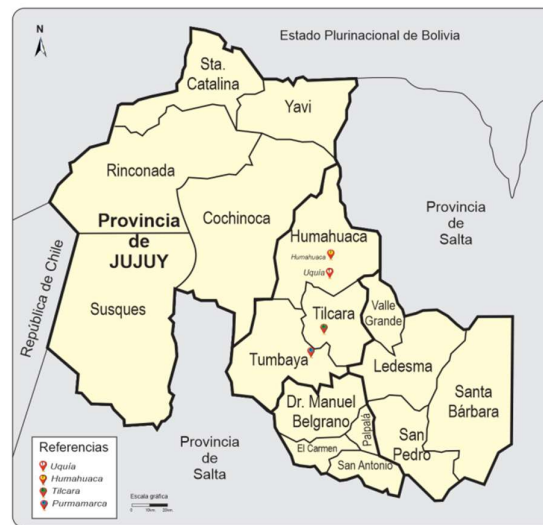 N
Estado Plurinacional de Bolivia
Sta.
Catalina
Yavi
Rinconada
Cochinoca
Provincia
de
JUJUY
Provincia
de
Salta
Humahuaca
Humahuaca
Uquía
República de Chile
Susques
Tilcara
Valle
Grande
Tumbaya
Ledesma
Santa
Bárbara
Dr. Manuel
Belgrano
Palpalá
San
Pedro
El Carmen
San Antonio
Provincia
de
Salta
Referencias
Uquía
Humahuaca
Tilcara
Purmamarca
Escala gráfica